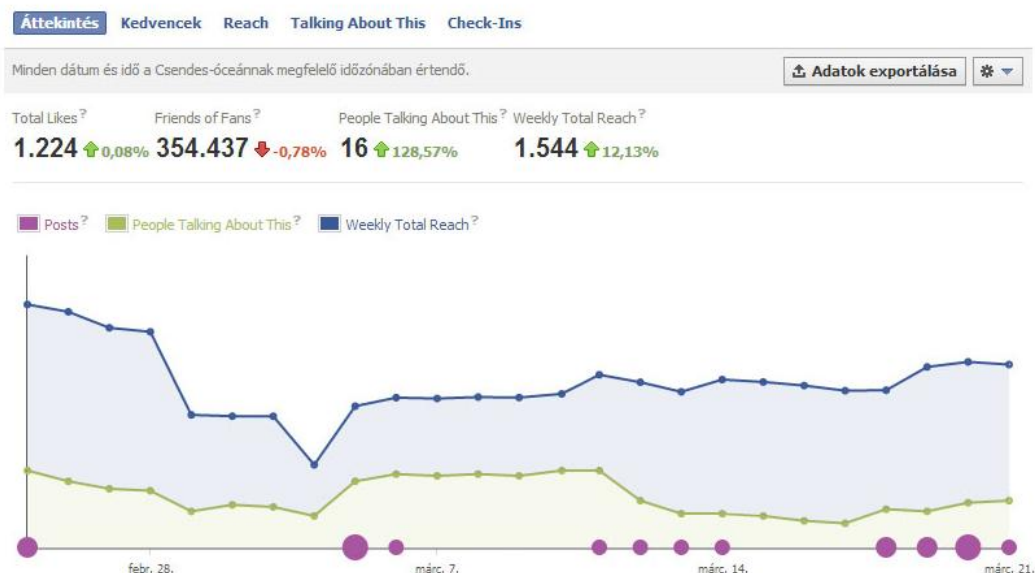 Áttekintés Kedvencek Reach Talking About This Check-Ins
Minden dátum és idő a Csendes-óceánnak megfelelő időzónában értendő. Adatok exportálása
Total Likes? Friends of Fans? People Talking About This? Weekly Total Reach?
1.224 0,08% 354.437 -0,78% 16 128,57% 1.544 12,13%
Posts? People Talking About This? Weekly Total Reach?
febr. 28. márc. 7. márc. 14. márc. 21.